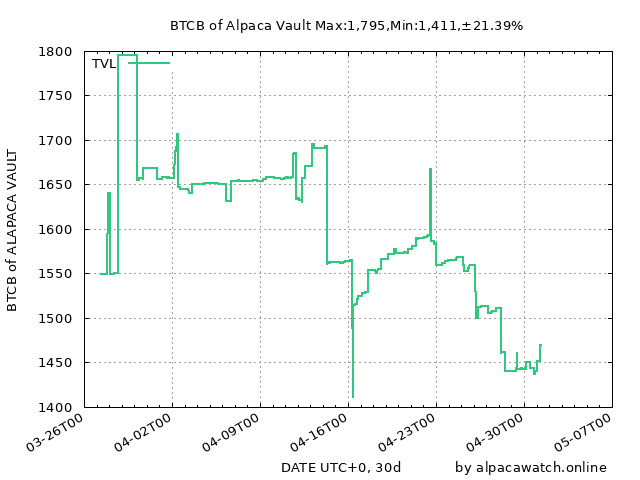 BTCB of Alpaca Vault Max:1,795,Min:1,411,±21.39%
TVL
1800
1750
1700
1650
1600
1550
1500
1450
1400
BTCB of ALAPACA VAULT
03-26T00 04-02T00 04-09T00 04-16T00 04-23T00 04-30T00 05-07T00
DATE UTC+0, 30d by alpacawatch.online